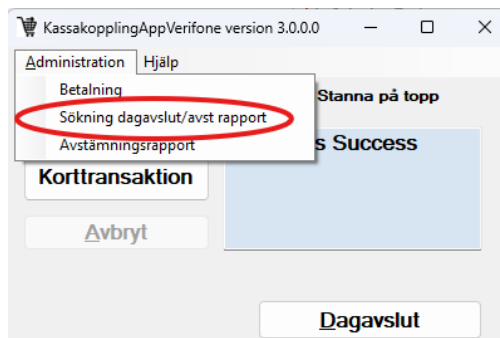 KassakopplingAppVerifone version 3.0.0.0
Administration Hjälp
Betalning
Stanna på topp
Sökning dagavslut/avst rapport
Avstämningsrapport
s Success
Korttransaktion
Avbryt
Dagavslut